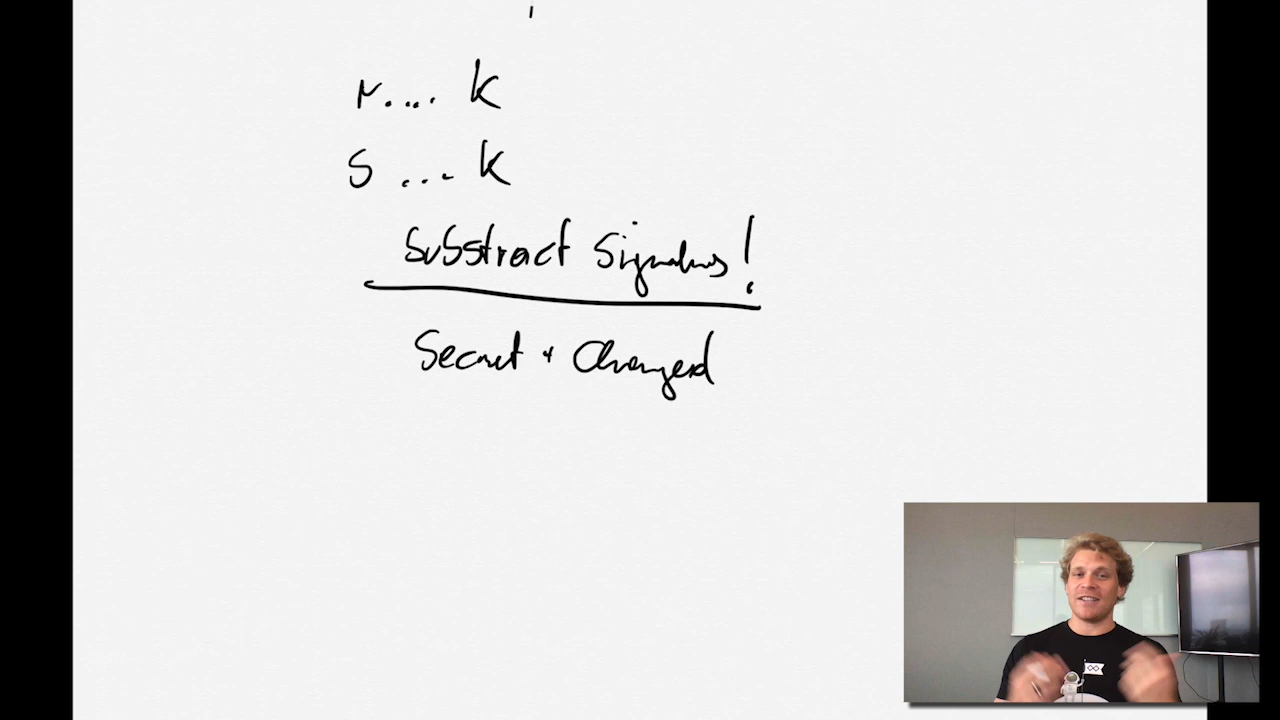 r.... k
S ... k
Substract Signatures!
Secret + Changed